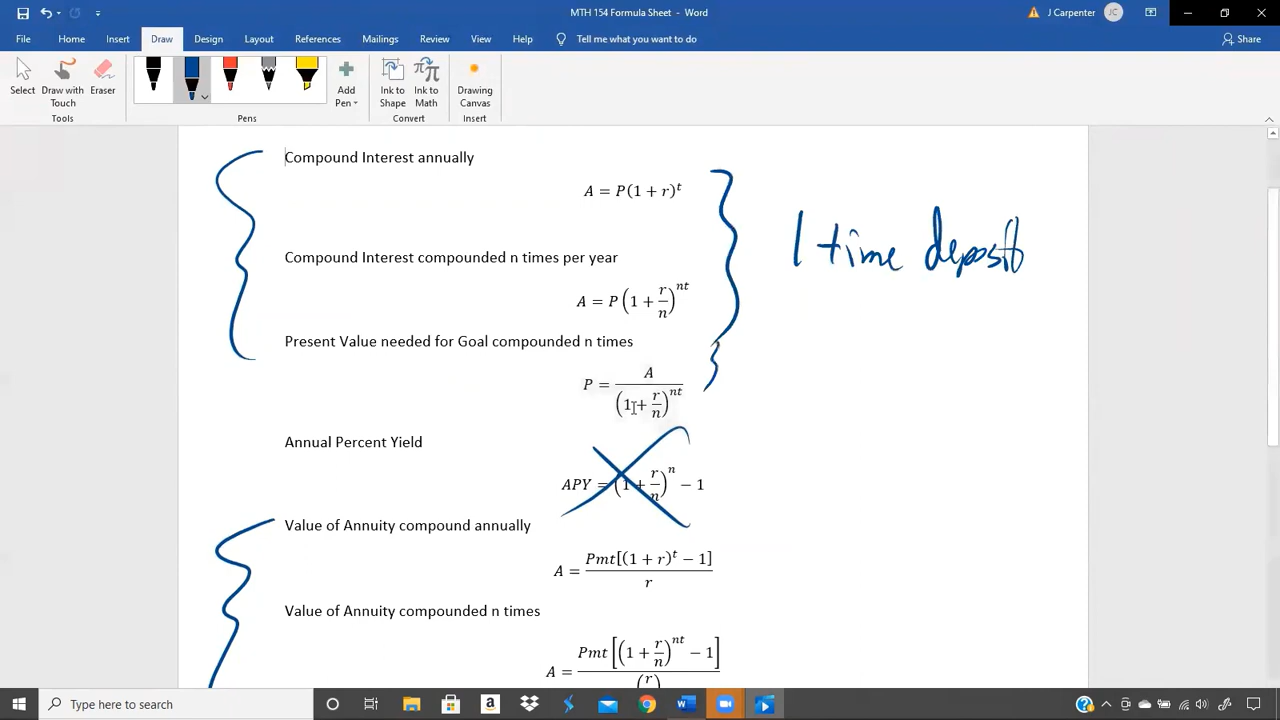 MTH 154 Formula Sheet - Word
J Carpenter JC
File Home Insert Draw Design Layout References Mailings Review View Help Tell me what you want to do Share
Select Draw with Touch Eraser Add Pen Ink to Shape Ink to Math Drawing Canvas
Tools Pens Convert Insert
Compound Interest annually
A = P(1 + r)^t
1 time deposit
Compound Interest compounded n times per year
A = P(1 + r/n)^nt
Present Value needed for Goal compounded n times
P = A/(1 + r/n)^nt
Annual Percent Yield
APY = (1 + r/n)^n − 1
Value of Annuity compound annually
A = Pmt[(1 + r)^t − 1]/r
Value of Annuity compounded n times
A = Pmt[(1 + r/n)^nt − 1]/(r
Type here to search